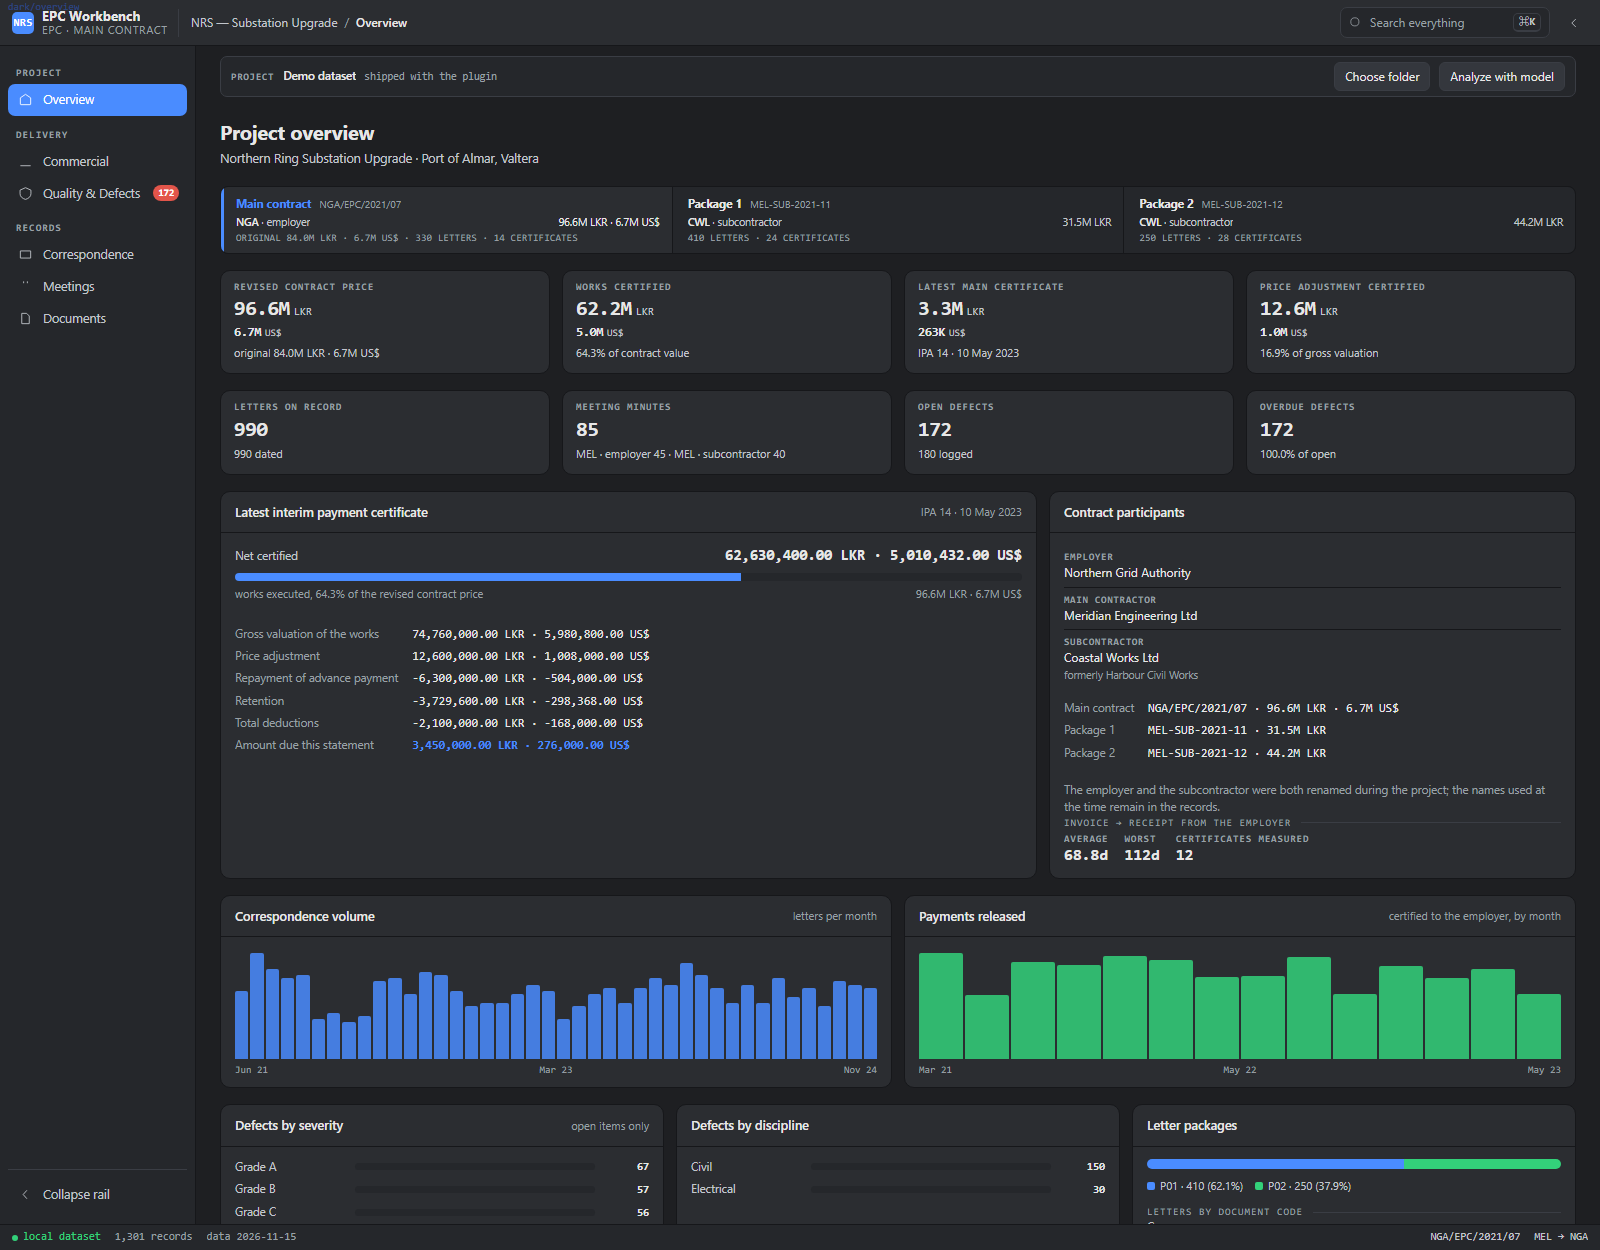 dark/overview
NRS
EPC Workbench
EPC · MAIN CONTRACT
NRS — Substation Upgrade / Overview
Search everything
⌘K
PROJECT
Overview
DELIVERY
Commercial
Quality & Defects 172
RECORDS
Correspondence
Meetings
Documents
Collapse rail
PROJECT Demo dataset shipped with the plugin
Choose folder
Analyze with model
Project overview
Northern Ring Substation Upgrade · Port of Almar, Valtera
Main contract NGA/EPC/2021/07
NGA · employer 96.6M LKR · 6.7M US$
ORIGINAL 84.0M LKR · 6.7M US$ · 330 LETTERS · 14 CERTIFICATES
Package 1 MEL-SUB-2021-11
CWL · subcontractor 31.5M LKR
410 LETTERS · 24 CERTIFICATES
Package 2 MEL-SUB-2021-12
CWL · subcontractor 44.2M LKR
250 LETTERS · 28 CERTIFICATES
REVISED CONTRACT PRICE
96.6M LKR
6.7M US$
original 84.0M LKR · 6.7M US$
WORKS CERTIFIED
62.2M LKR
5.0M US$
64.3% of contract value
LATEST MAIN CERTIFICATE
3.3M LKR
263K US$
IPA 14 · 10 May 2023
PRICE ADJUSTMENT CERTIFIED
12.6M LKR
1.0M US$
16.9% of gross valuation
LETTERS ON RECORD
990
990 dated
MEETING MINUTES
85
MEL · employer 45 · MEL · subcontractor 40
OPEN DEFECTS
172
180 logged
OVERDUE DEFECTS
172
100.0% of open
Latest interim payment certificate IPA 14 · 10 May 2023
Net certified 62,630,400.00 LKR · 5,010,432.00 US$
works executed, 64.3% of the revised contract price 96.6M LKR · 6.7M US$
Gross valuation of the works 74,760,000.00 LKR · 5,980,800.00 US$
Price adjustment 12,600,000.00 LKR · 1,008,000.00 US$
Repayment of advance payment -6,300,000.00 LKR · -504,000.00 US$
Retention -3,729,600.00 LKR · -298,368.00 US$
Total deductions -2,100,000.00 LKR · -168,000.00 US$
Amount due this statement 3,450,000.00 LKR · 276,000.00 US$
Contract participants
EMPLOYER
Northern Grid Authority
MAIN CONTRACTOR
Meridian Engineering Ltd
SUBCONTRACTOR
Coastal Works Ltd
formerly Harbour Civil Works
Main contract NGA/EPC/2021/07 · 96.6M LKR · 6.7M US$
Package 1 MEL-SUB-2021-11 · 31.5M LKR
Package 2 MEL-SUB-2021-12 · 44.2M LKR
The employer and the subcontractor were both renamed during the project; the names used at
the time remain in the records.
INVOICE → RECEIPT FROM THE EMPLOYER
AVERAGE WORST CERTIFICATES MEASURED
68.8d 112d 12
Correspondence volume letters per month
Jun 21 Mar 23 Nov 24
Payments released certified to the employer, by month
Mar 21 May 22 May 23
Defects by severity open items only
Grade A 67
Grade B 57
Grade C 56
Defects by discipline
Civil 150
Electrical 30
Letter packages
P01 · 410 (62.1%) P02 · 250 (37.9%)
LETTERS BY DOCUMENT CODE
local dataset 1,301 records data 2026-11-15
NGA/EPC/2021/07 MEL → NGA